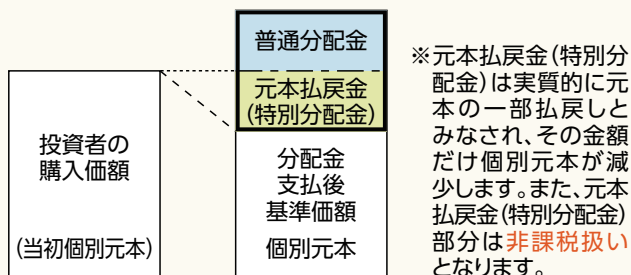 普通分配金
元本払戻金
(特別分配金)
投資者の
購入価額
(当初個別元本)
分配金
支払後
基準価額
個別元本
※元本払戻金(特別分
配金)は実質的に元
本の一部払戻しと
みなされ、その金額
だけ個別元本が減
少します。また、元本
払戻金(特別分配金)
部分は非課税扱い
となります。